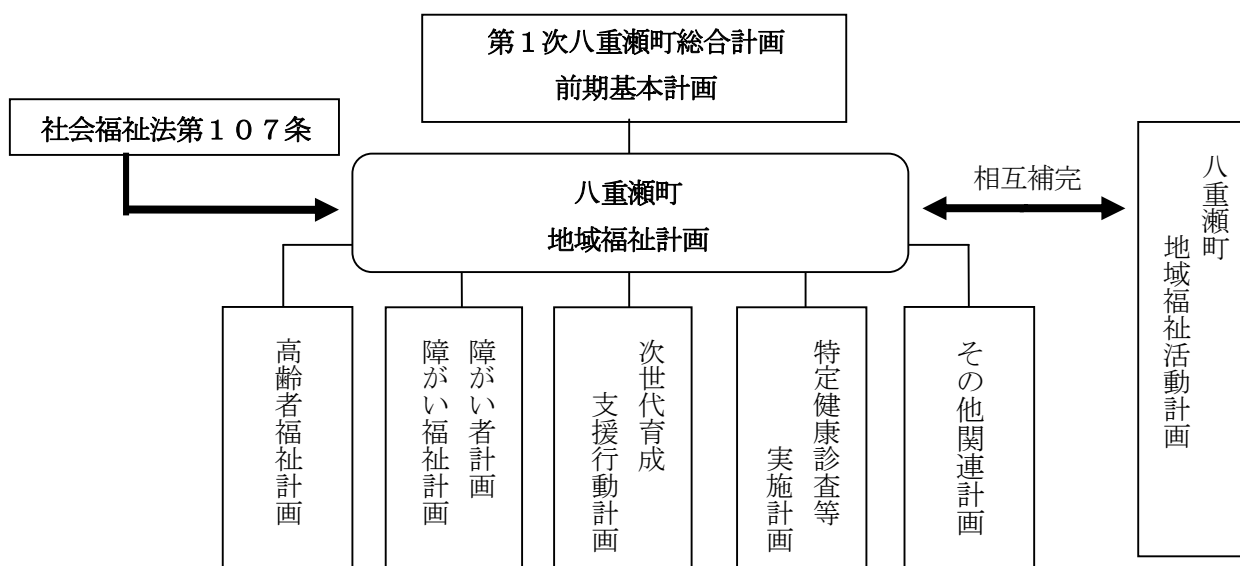 第１次八重瀬町総合計画
前期基本計画
社会福祉法第１０７条
八重瀬町
地域福祉計画
相互補完
八重瀬町
地域福祉活動計画
高齢者福祉計画
障がい者計画
障がい福祉計画
次世代育成
支援行動計画
特定健康診査等
実施計画
その他関連計画